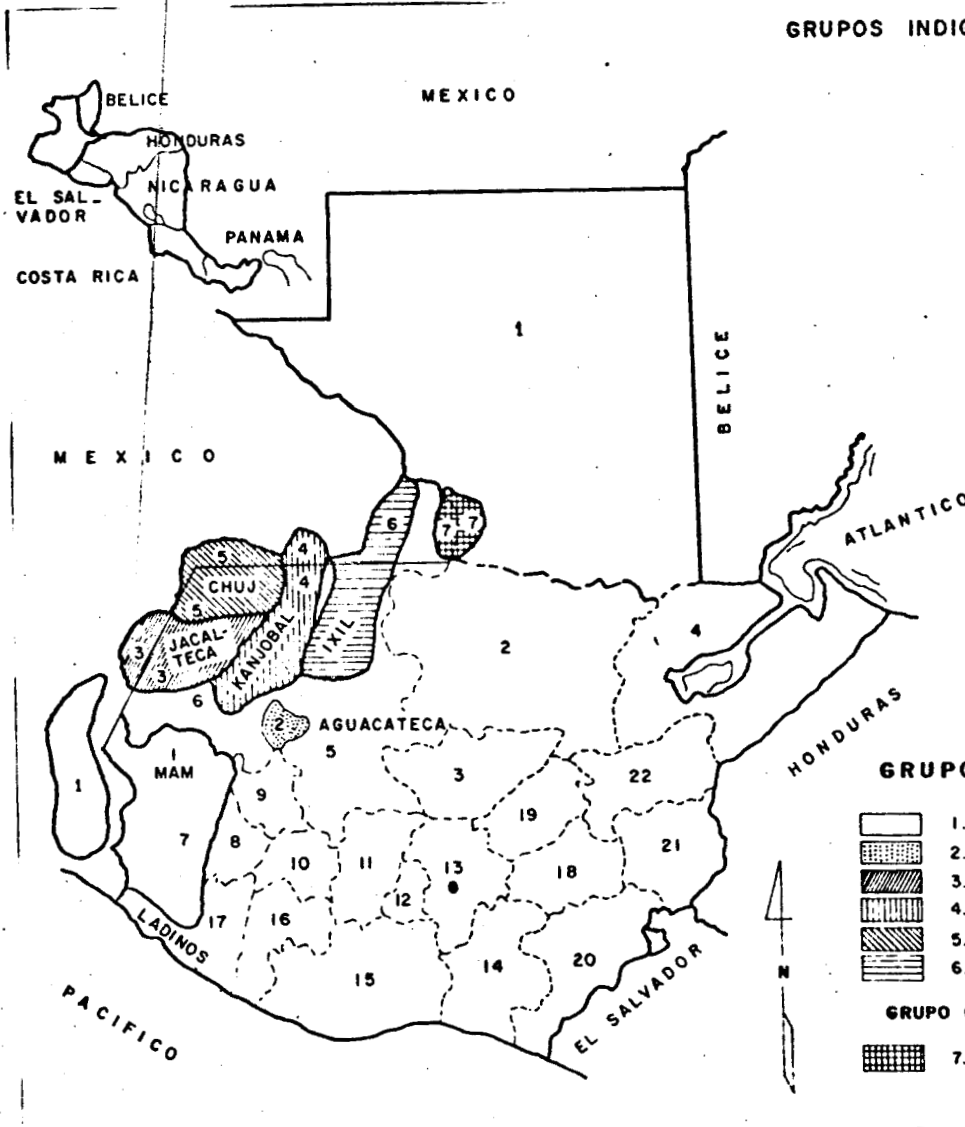 GRUPOS INDIG
BELICE
MEXICO
HONDURAS
NICARAGUA
EL SAL-
VADOR
PANAMA
COSTA RICA
1
BELICE
MEXICO
ATLANTICO
6
7 7
5
CHUJ
5
4
4
3
JACAL-
TECA
3
KANJOBAL
IXIL
2
4
6
2
AGUACATECA
5
HONDURAS
1
1
MAM
7
9
3
22
19
8
10
11
13
12
18
21
LADINOS
17
16
15
14
20
EL SALVADOR
PACIFICO
N
GRUPO
1.
2.
3.
4.
5.
6.
GRUPO
7.